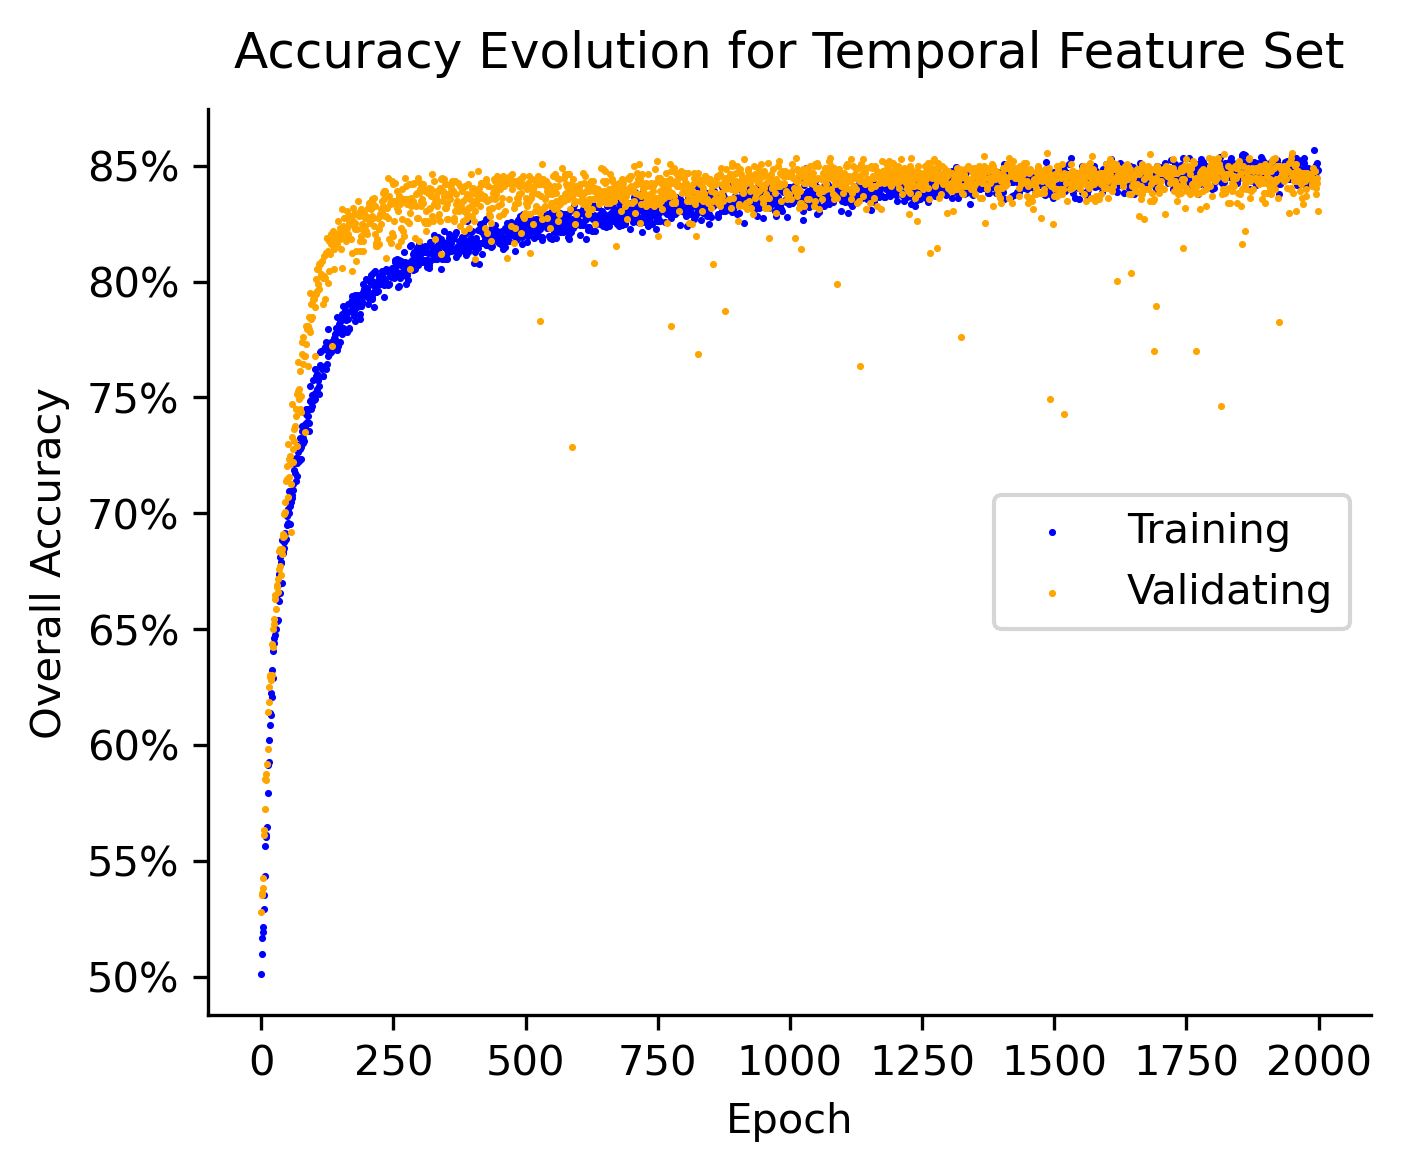 Accuracy Evolution for Temporal Feature Set
85%
80%
75%
70%
65%
60%
55%
50%
Overall Accuracy
Training
Validating
0 250 500 750 1000 1250 1500 1750 2000
Epoch